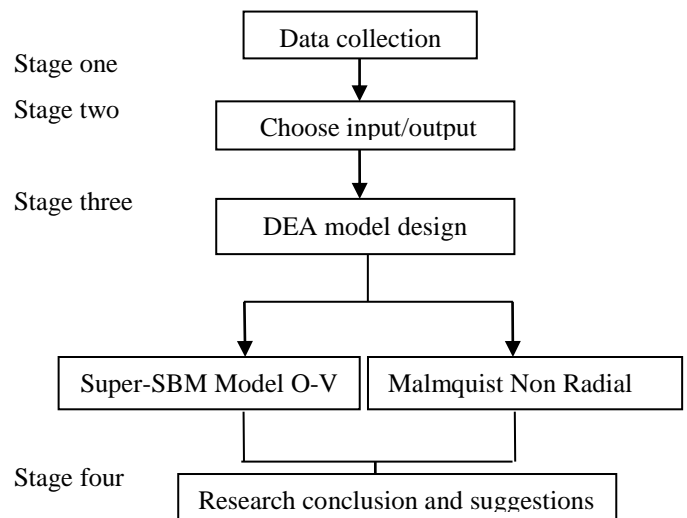 Data collection
Stage one
Stage two
Choose input/output
Stage three
DEA model design
Super-SBM Model O-V
Malmquist Non Radial
Stage four
Research conclusion and suggestions